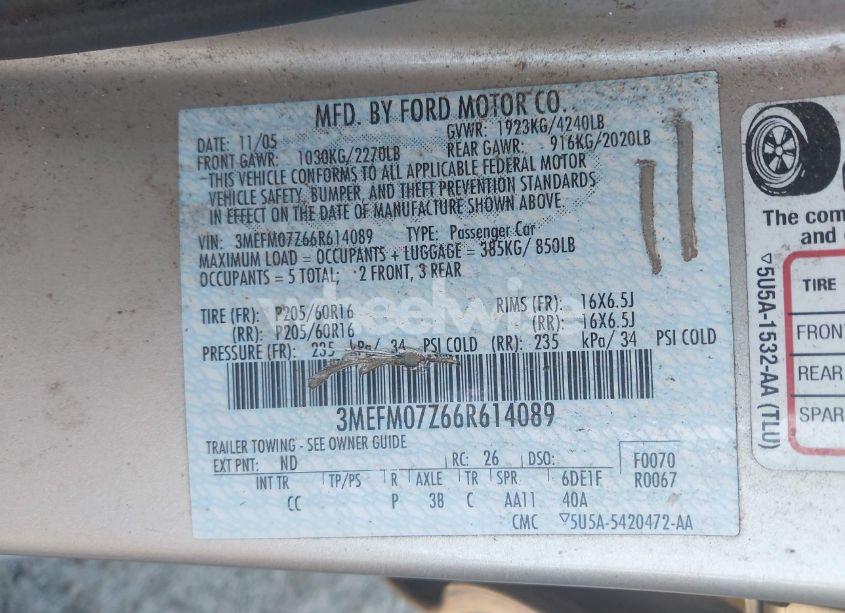 MFD. BY FORD MOTOR CO.
DATE: 11/05 GVWR: 1923KG/4240LB
FRONT GAWR: 1030KG/2270LB REAR GAWR: 916KG/2020LB
THIS VEHICLE CONFORMS TO ALL APPLICABLE FEDERAL MOTOR
VEHICLE SAFETY, BUMPER, AND THEFT PREVENTION STANDARDS
IN EFFECT ON THE DATE OF MANUFACTURE SHOWN ABOVE.
VIN: 3MEFM07Z66R614089 TYPE: Passenger Car
MAXIMUM LOAD = OCCUPANTS + LUGGAGE = 385KG/ 850LB
OCCUPANTS = 5 TOTAL; 2 FRONT, 3 REAR
TIRE (FR): P205/60R16 RIMS (FR): 16X6.5J
(RR): P205/60R16 (RR): 16X6.5J
PRESSURE (FR): 235 kPa/ 34 PSI COLD (RR): 235 kPa/ 34 PSI COLD
3MEFM07Z66R614089
TRAILER TOWING - SEE OWNER GUIDE
EXT PNT: ND RC: 26 DSO: F0070
INT TR TP/PS R AXLE TR SPR 6DE1F R0067
CC P 38 C AA11 40A
CMC ▽5U5A-5420472-AA
▽5U5A-1532-AA (TLU)
The com
and
TIRE
FRONT
REAR
SPAR